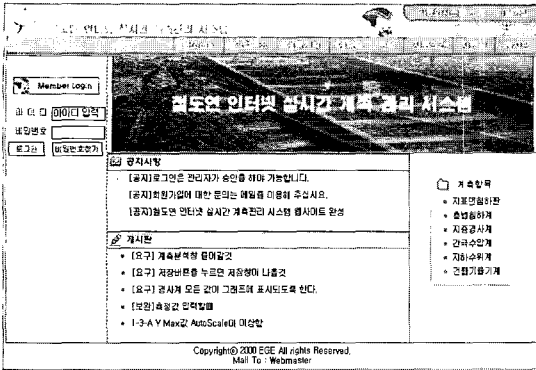 Member Login
아 이 디 아이디 입력
비밀번호
로그인 비밀번호찾기
철도연 인터넷 실시간 계측 관리 시스템
공지사항
[공지]로그인은 관리자가 승인을 해야 가능합니다.
[공지]회원가입에 대한 문의는 메일을 이용해 주십시요.
[공지]철도연 인터넷 실시간 계측관리 시스템 웹사이트 완성
게시판
[요구] 계측분석창 들어갈것
[요구] 저장버튼을 누르면 저장창이 나올것
[요구] 경사계 모든 값이 그래프에 표시되도록 한다.
[보완]측정값 입력할때
1-3-A Y Max값 AutoScale이 이상함
계측항목
지표면침하판
층별침하계
지중경사계
간극수압계
지하수위계
건물기울기계
Copyright© 2000 EGE All rights Reserved,
Mail To : Webmaster